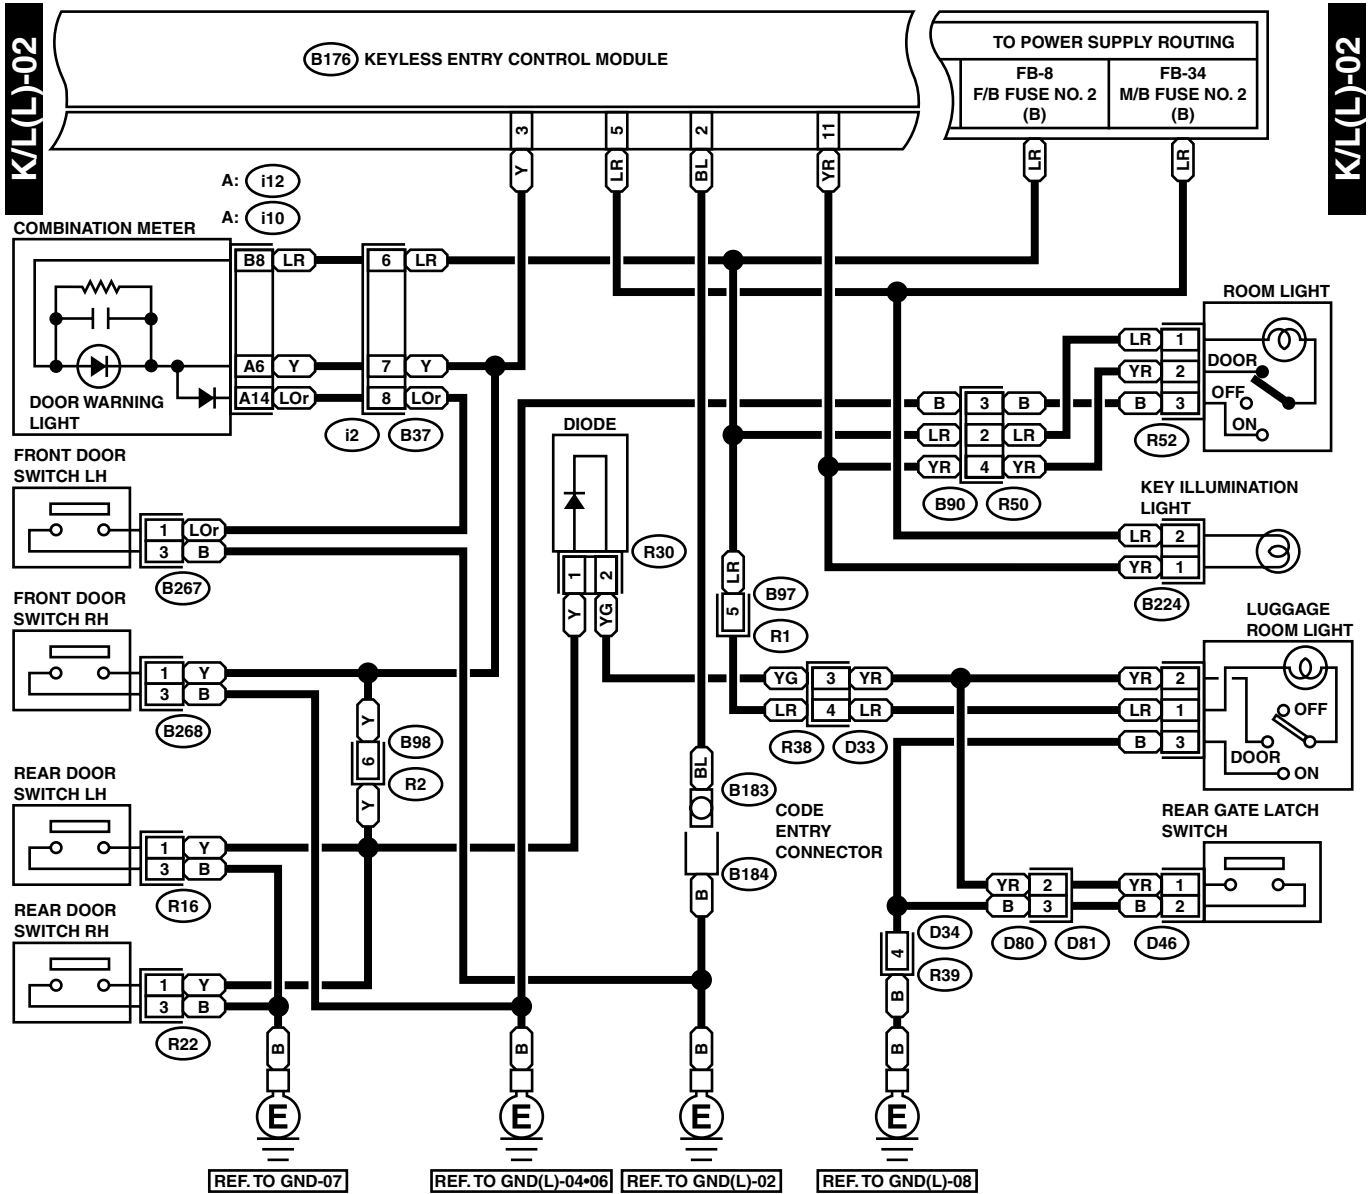 K/L(L)-02
K/L(L)-02
B176 KEYLESS ENTRY CONTROL MODULE
TO POWER SUPPLY ROUTING
FB-8
F/B FUSE NO. 2
(B)
FB-34
M/B FUSE NO. 2
(B)
3 5 2 11
Y LR BL YR LR LR
A: i12
A: i10
COMBINATION METER
B8 LR 6 LR
A6 Y 7 Y
A14 LOr 8 LOr
DOOR WARNING
LIGHT
i2 B37
ROOM LIGHT
LR 1
YR 2
B 3
DOOR
OFF
ON
R52
B 3 B
LR 2 LR
YR 4 YR
B90 R50
DIODE
1 2
Y YG
R30
FRONT DOOR
SWITCH LH
1 LOr
3 B
B267
KEY ILLUMINATION
LIGHT
LR 2
YR 1
B224
LR
5
B97
R1
FRONT DOOR
SWITCH RH
1 Y
3 B
B268
LUGGAGE
ROOM LIGHT
YR 2
LR 1
B 3
OFF
DOOR
ON
YG 3 YR
LR 4 LR
R38 D33
Y
6
Y
B98
R2
BL
B183
CODE
ENTRY
CONNECTOR
B184
B
REAR DOOR
SWITCH LH
1 Y
3 B
R16
REAR GATE LATCH
SWITCH
YR 2 YR 1
B 3 B 2
D80 D81 D46
D34
4
R39
B
REAR DOOR
SWITCH RH
1 Y
3 B
R22
B B B B
E E E E
REF. TO GND-07
REF. TO GND(L)-04•06
REF. TO GND(L)-02
REF. TO GND(L)-08